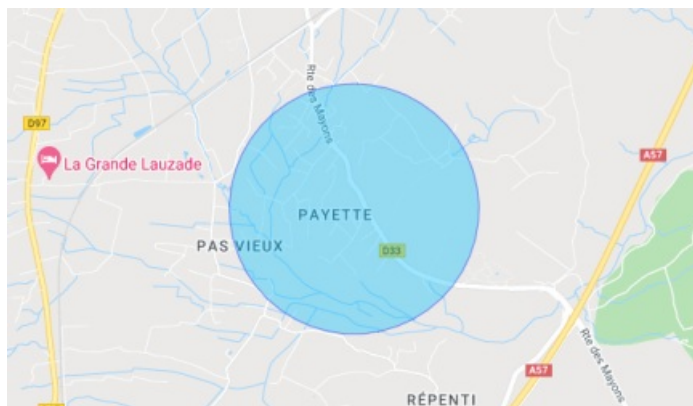 Rte des Mayons
D97
La Grande Lauzade
A57
PAYETTE
PAS VIEUX
D33
Rte des Mayons
A57
RÉPENTI